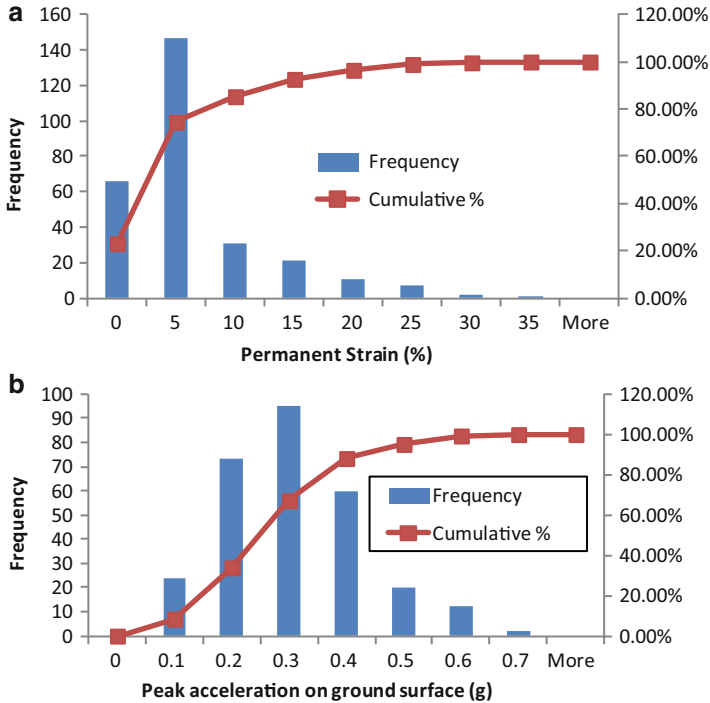 a
160
140
120
100
80
60
40
20
0
Frequency
120.00%
100.00%
80.00%
60.00%
40.00%
20.00%
0.00%
Frequency
Cumulative %
0 5 10 15 20 25 30 35 More
Permanent Strain (%)
b
100
90
80
70
60
50
40
30
20
10
0
Frequency
120.00%
100.00%
80.00%
60.00%
40.00%
20.00%
0.00%
Frequency
Cumulative %
0 0.1 0.2 0.3 0.4 0.5 0.6 0.7 More
Peak acceleration on ground surface (g)